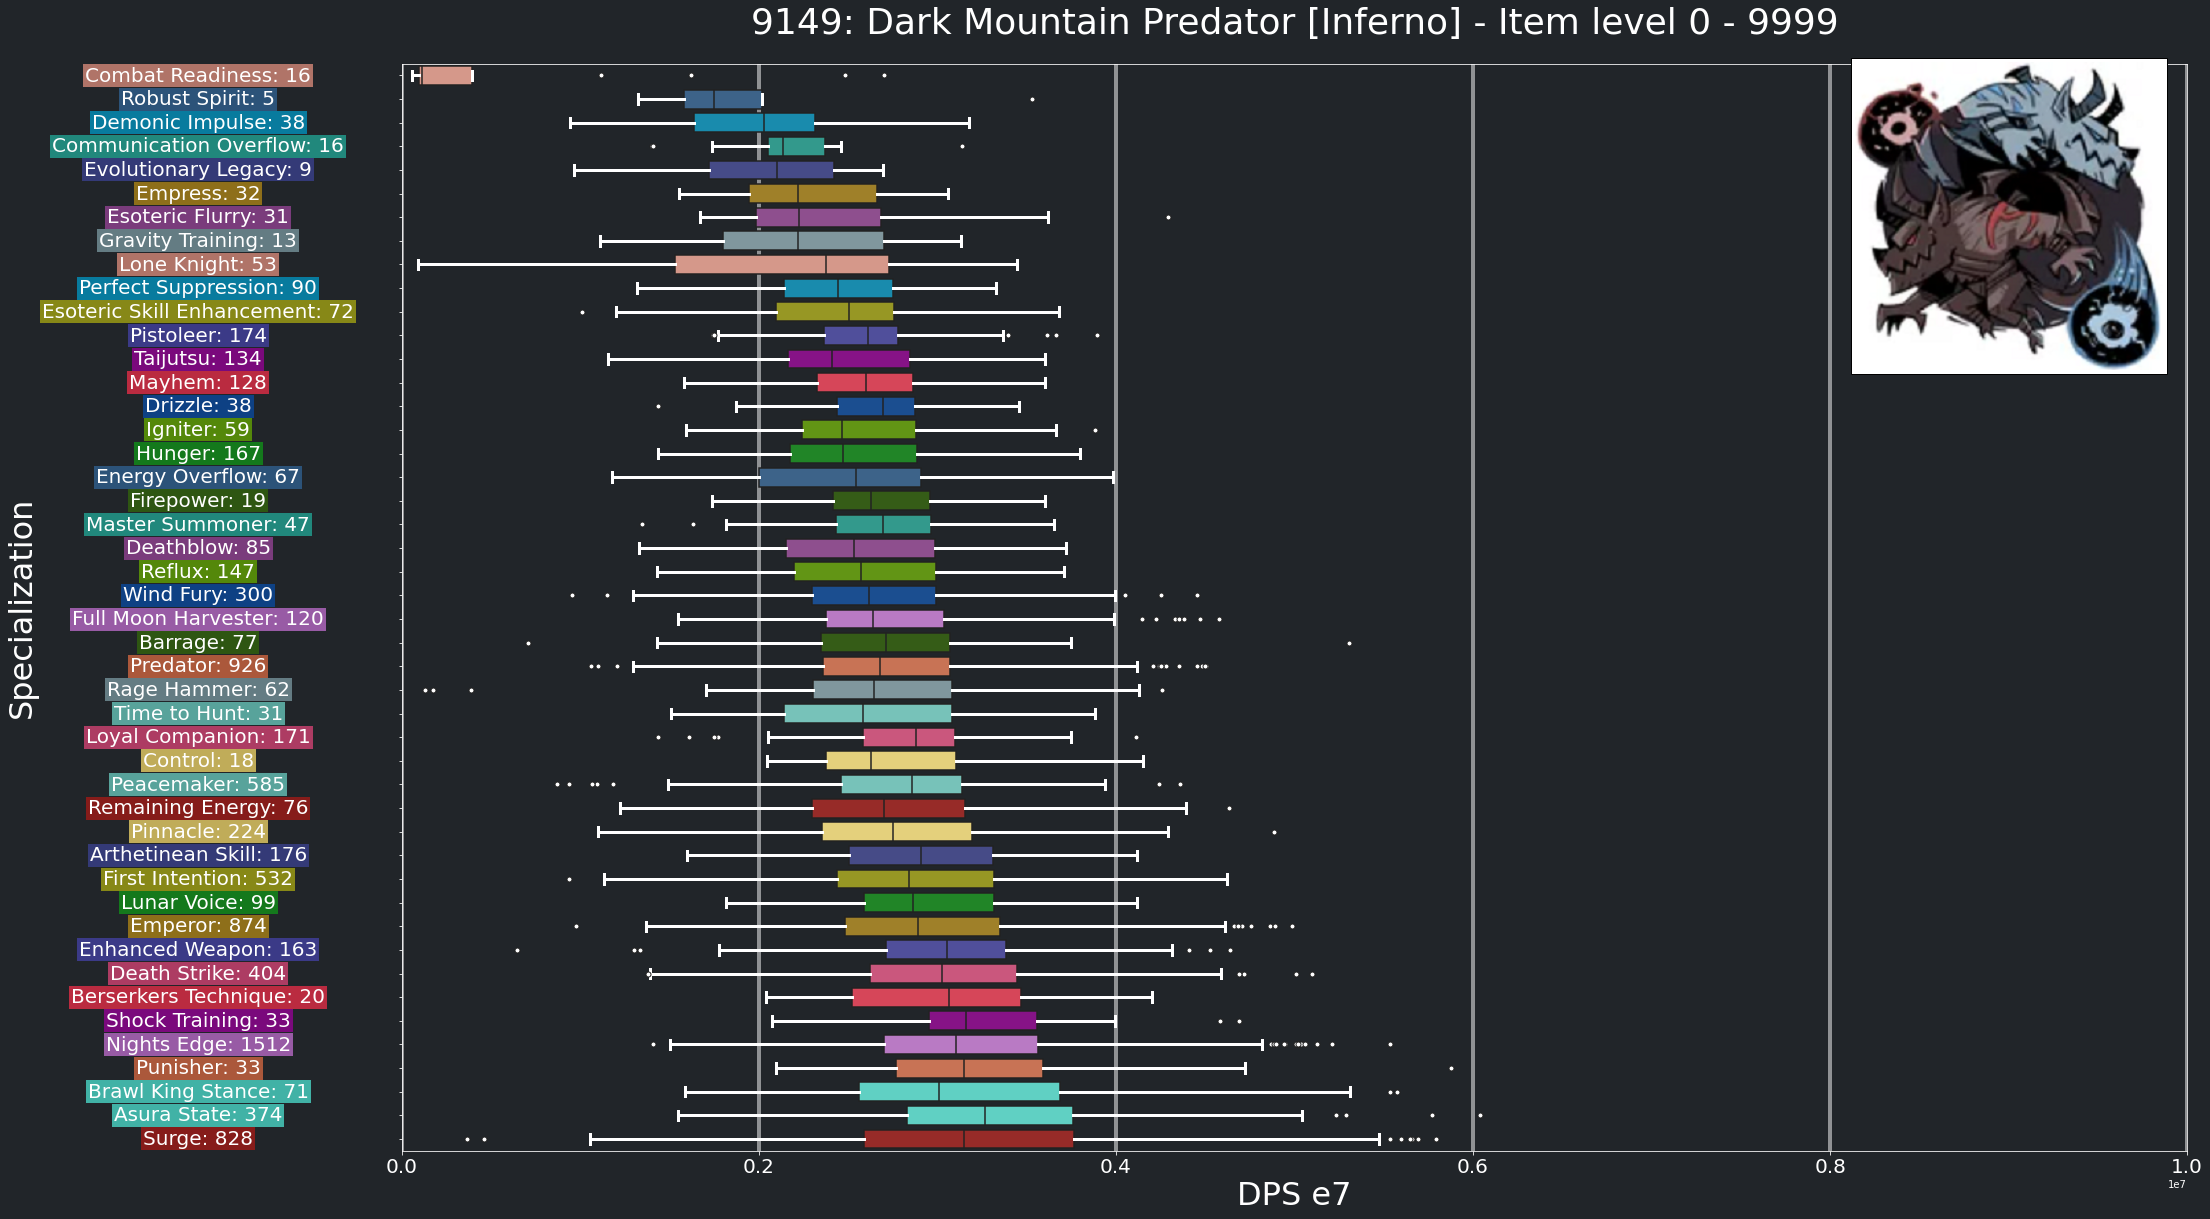 9149: Dark Mountain Predator [Inferno] - Item level 0 - 9999
Combat Readiness: 16
Robust Spirit: 5
Demonic Impulse: 38
Communication Overflow: 16
Evolutionary Legacy: 9
Empress: 32
Esoteric Flurry: 31
Gravity Training: 13
Lone Knight: 53
Perfect Suppression: 90
Esoteric Skill Enhancement: 72
Pistoleer: 174
Taijutsu: 134
Mayhem: 128
Drizzle: 38
Igniter: 59
Hunger: 167
Energy Overflow: 67
Firepower: 19
Master Summoner: 47
Deathblow: 85
Reflux: 147
Wind Fury: 300
Full Moon Harvester: 120
Barrage: 77
Predator: 926
Rage Hammer: 62
Time to Hunt: 31
Loyal Companion: 171
Control: 18
Peacemaker: 585
Remaining Energy: 76
Pinnacle: 224
Arthetinean Skill: 176
First Intention: 532
Lunar Voice: 99
Emperor: 874
Enhanced Weapon: 163
Death Strike: 404
Berserkers Technique: 20
Shock Training: 33
Nights Edge: 1512
Punisher: 33
Brawl King Stance: 71
Asura State: 374
Surge: 828
Specialization
0.0 0.2 0.4 0.6 0.8 1.0
1e7
DPS e7